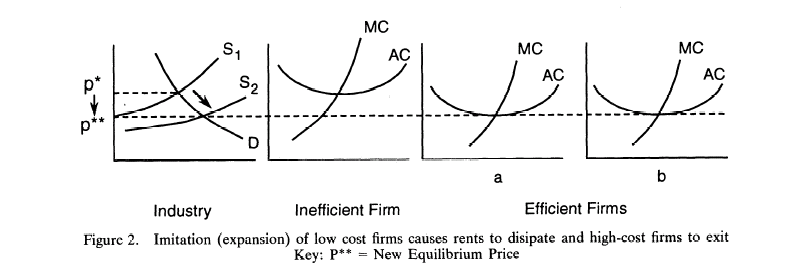 MC
MC
MC
S1
AC
AC
AC
p*
S2
p**
D
a
b
Industry
Inefficient Firm
Efficient Firms
Figure 2. Imitation (expansion) of low cost firms causes rents to disipate and high-cost firms to exit
Key: P** = New Equilibrium Price